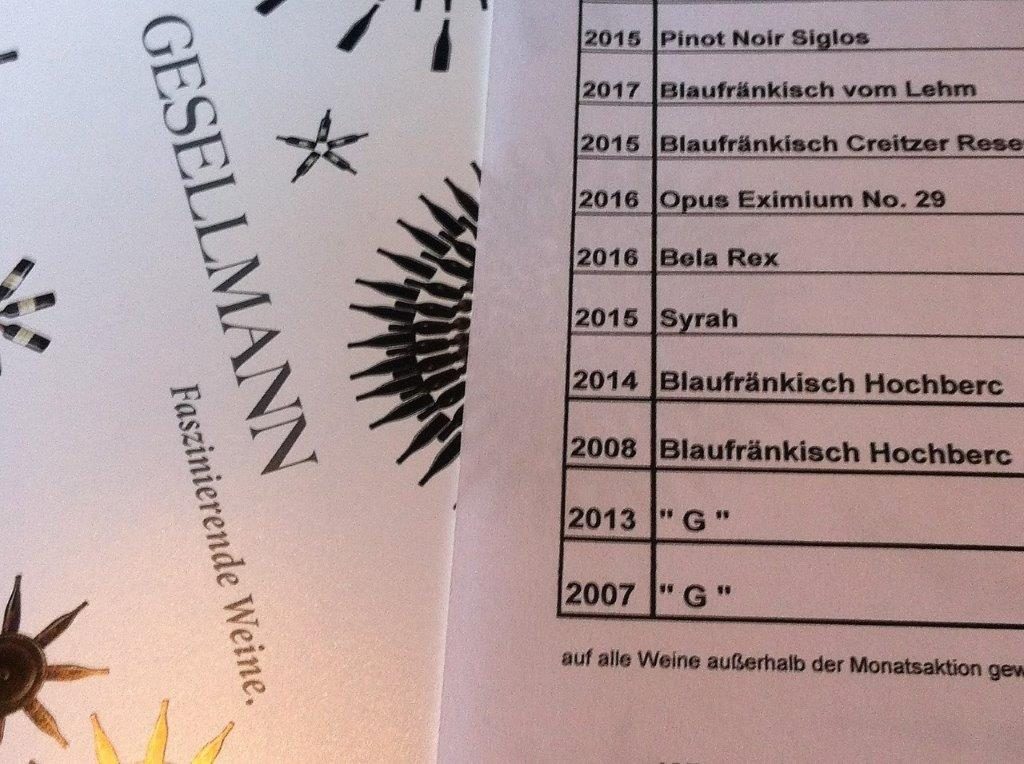 GESELLMANN
Faszinierende Weine.
2015 Pinot Noir Siglos
2017 Blaufränkisch vom Lehm
2015 Blaufränkisch Creitzer Rese
2016 Opus Eximium No. 29
2016 Bela Rex
2015 Syrah
2014 Blaufränkisch Hochberc
2008 Blaufränkisch Hochberc
2013 " G "
2007 " G "
auf alle Weine außerhalb der Monatsaktion gew